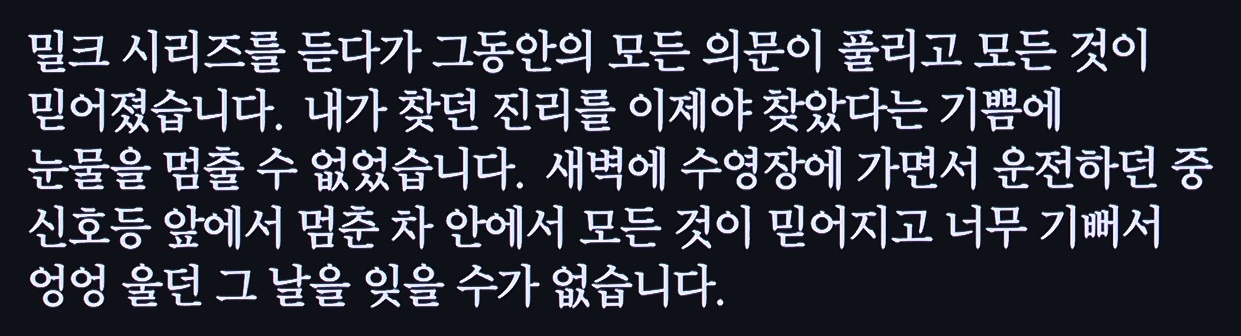 밀크 시리즈를 듣다가 그동안의 모든 의문이 풀리고 모든 것이
믿어졌습니다. 내가 찾던 진리를 이제야 찾았다는 기쁨에
눈물을 멈출 수 없었습니다. 새벽에 수영장에 가면서 운전하던 중
신호등 앞에서 멈춘 차 안에서 모든 것이 믿어지고 너무 기뻐서
엉엉 울던 그 날을 잊을 수가 없습니다.